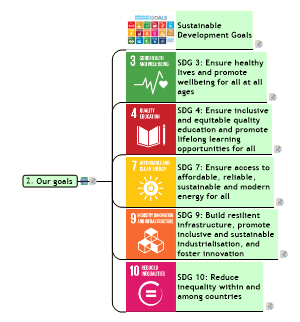 GOALS
Sustainable
Development Goals
3 GOOD HEALTH
AND WELL-BEING
SDG 3: Ensure healthy
lives and promote
wellbeing for all at all
ages
4 QUALITY
EDUCATION
SDG 4: Ensure inclusive
and equitable quality
education and promote
lifelong learning
opportunities for all
2. Our goals
7 AFFORDABLE AND
CLEAN ENERGY
SDG 7: Ensure access to
affordable, reliable,
sustainable and modern
energy for all
9 INDUSTRY, INNOVATION
AND INFRASTRUCTURE
SDG 9: Build resilient
infrastructure, promote
inclusive and sustainable
industrialisation, and
foster innovation
10 REDUCED
INEQUALITIES
SDG 10: Reduce
inequality within and
among countries